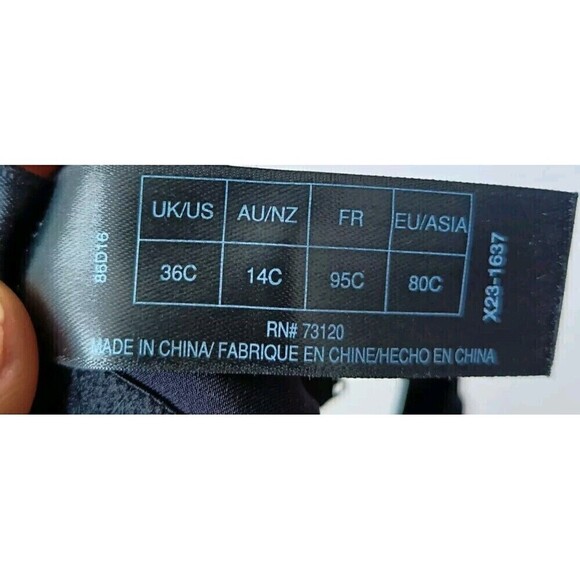 UK/US AU/NZ FR EU/ASIA
36C 14C 95C 80C
RN# 73120
MADE IN CHINA/ FABRIQUE EN CHINE/HECHO EN CHINA
X23-1637